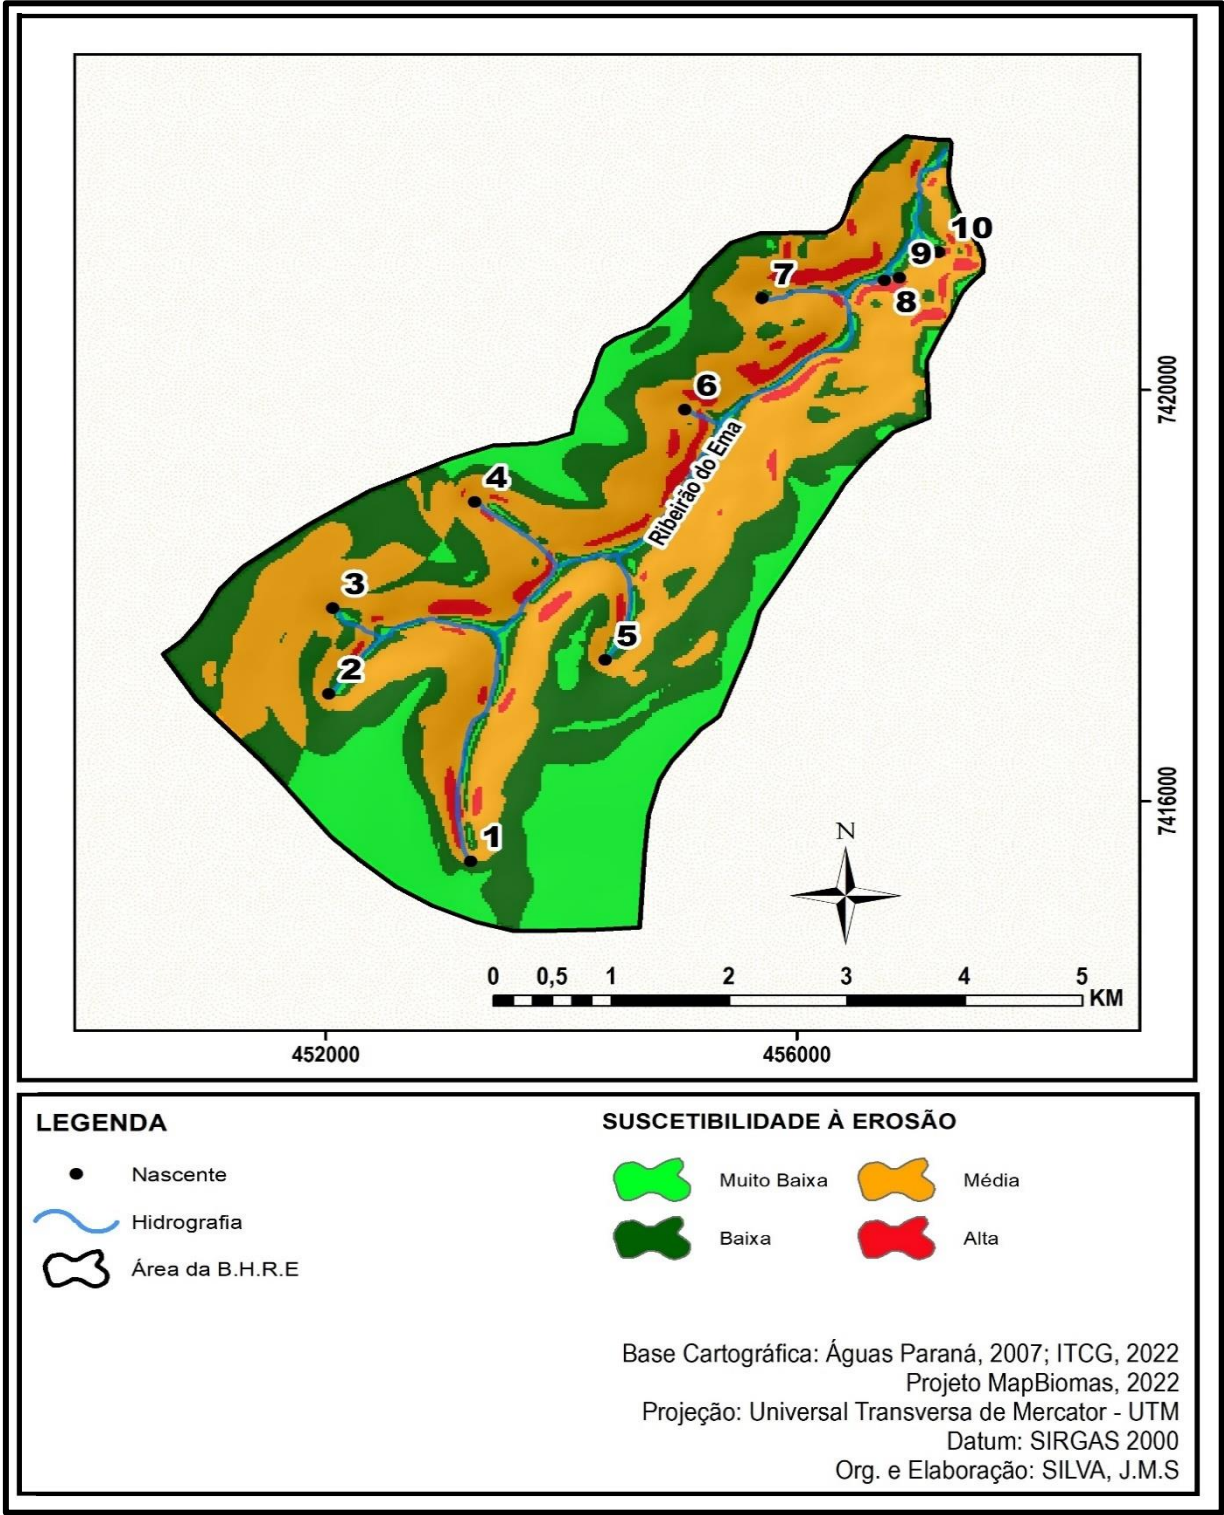 10
9
7
8
6
Ribeirão do Ema
4
3
5
2
1
7420000
7416000
N
0 0,5 1 2 3 4 5 KM
452000 456000
LEGENDA
Nascente
Hidrografia
Área da B.H.R.E
SUSCETIBILIDADE À EROSÃO
Muito Baixa
Média
Baixa
Alta
Base Cartográfica: Águas Paraná, 2007; ITCG, 2022
Projeto MapBiomas, 2022
Projeção: Universal Transversa de Mercator - UTM
Datum: SIRGAS 2000
Org. e Elaboração: SILVA, J.M.S